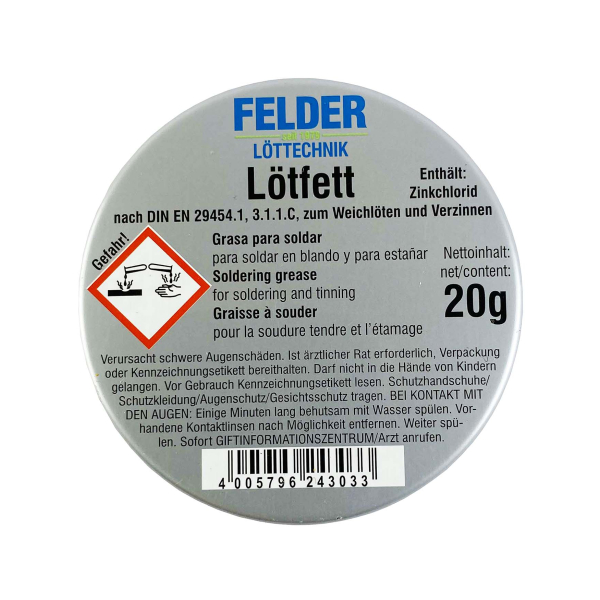 FELDER
LÖTTECHNIK
Lötfett
Enthält:
Zinkchlorid
nach DIN EN 29454.1, 3.1.1.C, zum Weichlöten und Verzinnen
Gefahr!
Grasa para soldar
para soldar en blando y para estañar
Soldering grease
for soldering and tinning
Graisse à souder
pour la soudure tendre et l'étamage
Nettoinhalt:
net/content:
20g
Verursacht schwere Augenschäden. Ist ärztlicher Rat erforderlich, Verpackung
oder Kennzeichnungsetikett bereithalten. Darf nicht in die Hände von Kindern
gelangen. Vor Gebrauch Kennzeichnungsetikett lesen. Schutzhandschuhe/
Schutzkleidung/Augenschutz/Gesichtsschutz tragen. BEI KONTAKT MIT
DEN AUGEN: Einige Minuten lang behutsam mit Wasser spülen. Vor-
handene Kontaktlinsen nach Möglichkeit entfernen. Weiter spü-
len. Sofort GIFTINFORMATIONSZENTRUM/Arzt anrufen.
4 005796 243033